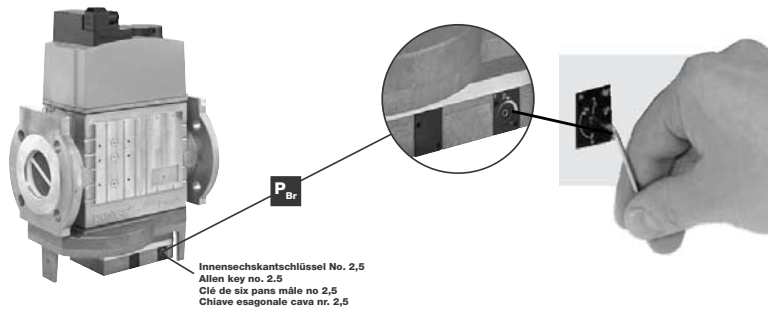 P Br
Innensechskantschlüssel No. 2,5
Allen key no. 2.5
Clé de six pans mâle no 2,5
Chiave esagonale cava nr. 2,5